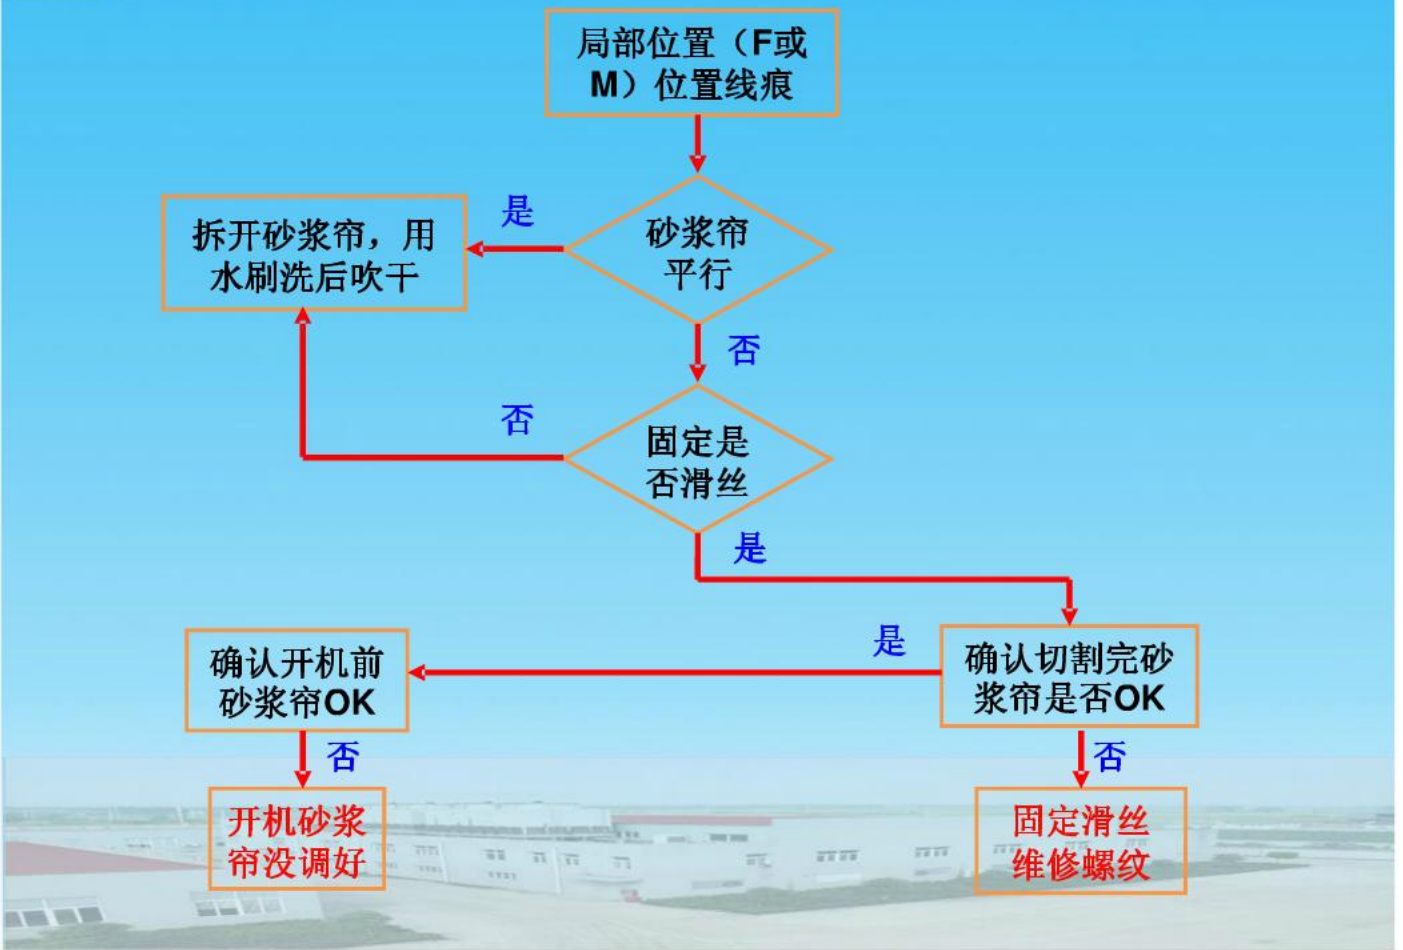 局部位置（F或
M）位置线痕
是
拆开砂浆帘，用
水刷洗后吹干
砂浆帘
平行
否
否
固定是
否滑丝
是
是
确认开机前
砂浆帘OK
确认切割完砂
浆帘是否OK
否
否
开机砂浆
帘没调好
固定滑丝
维修螺纹